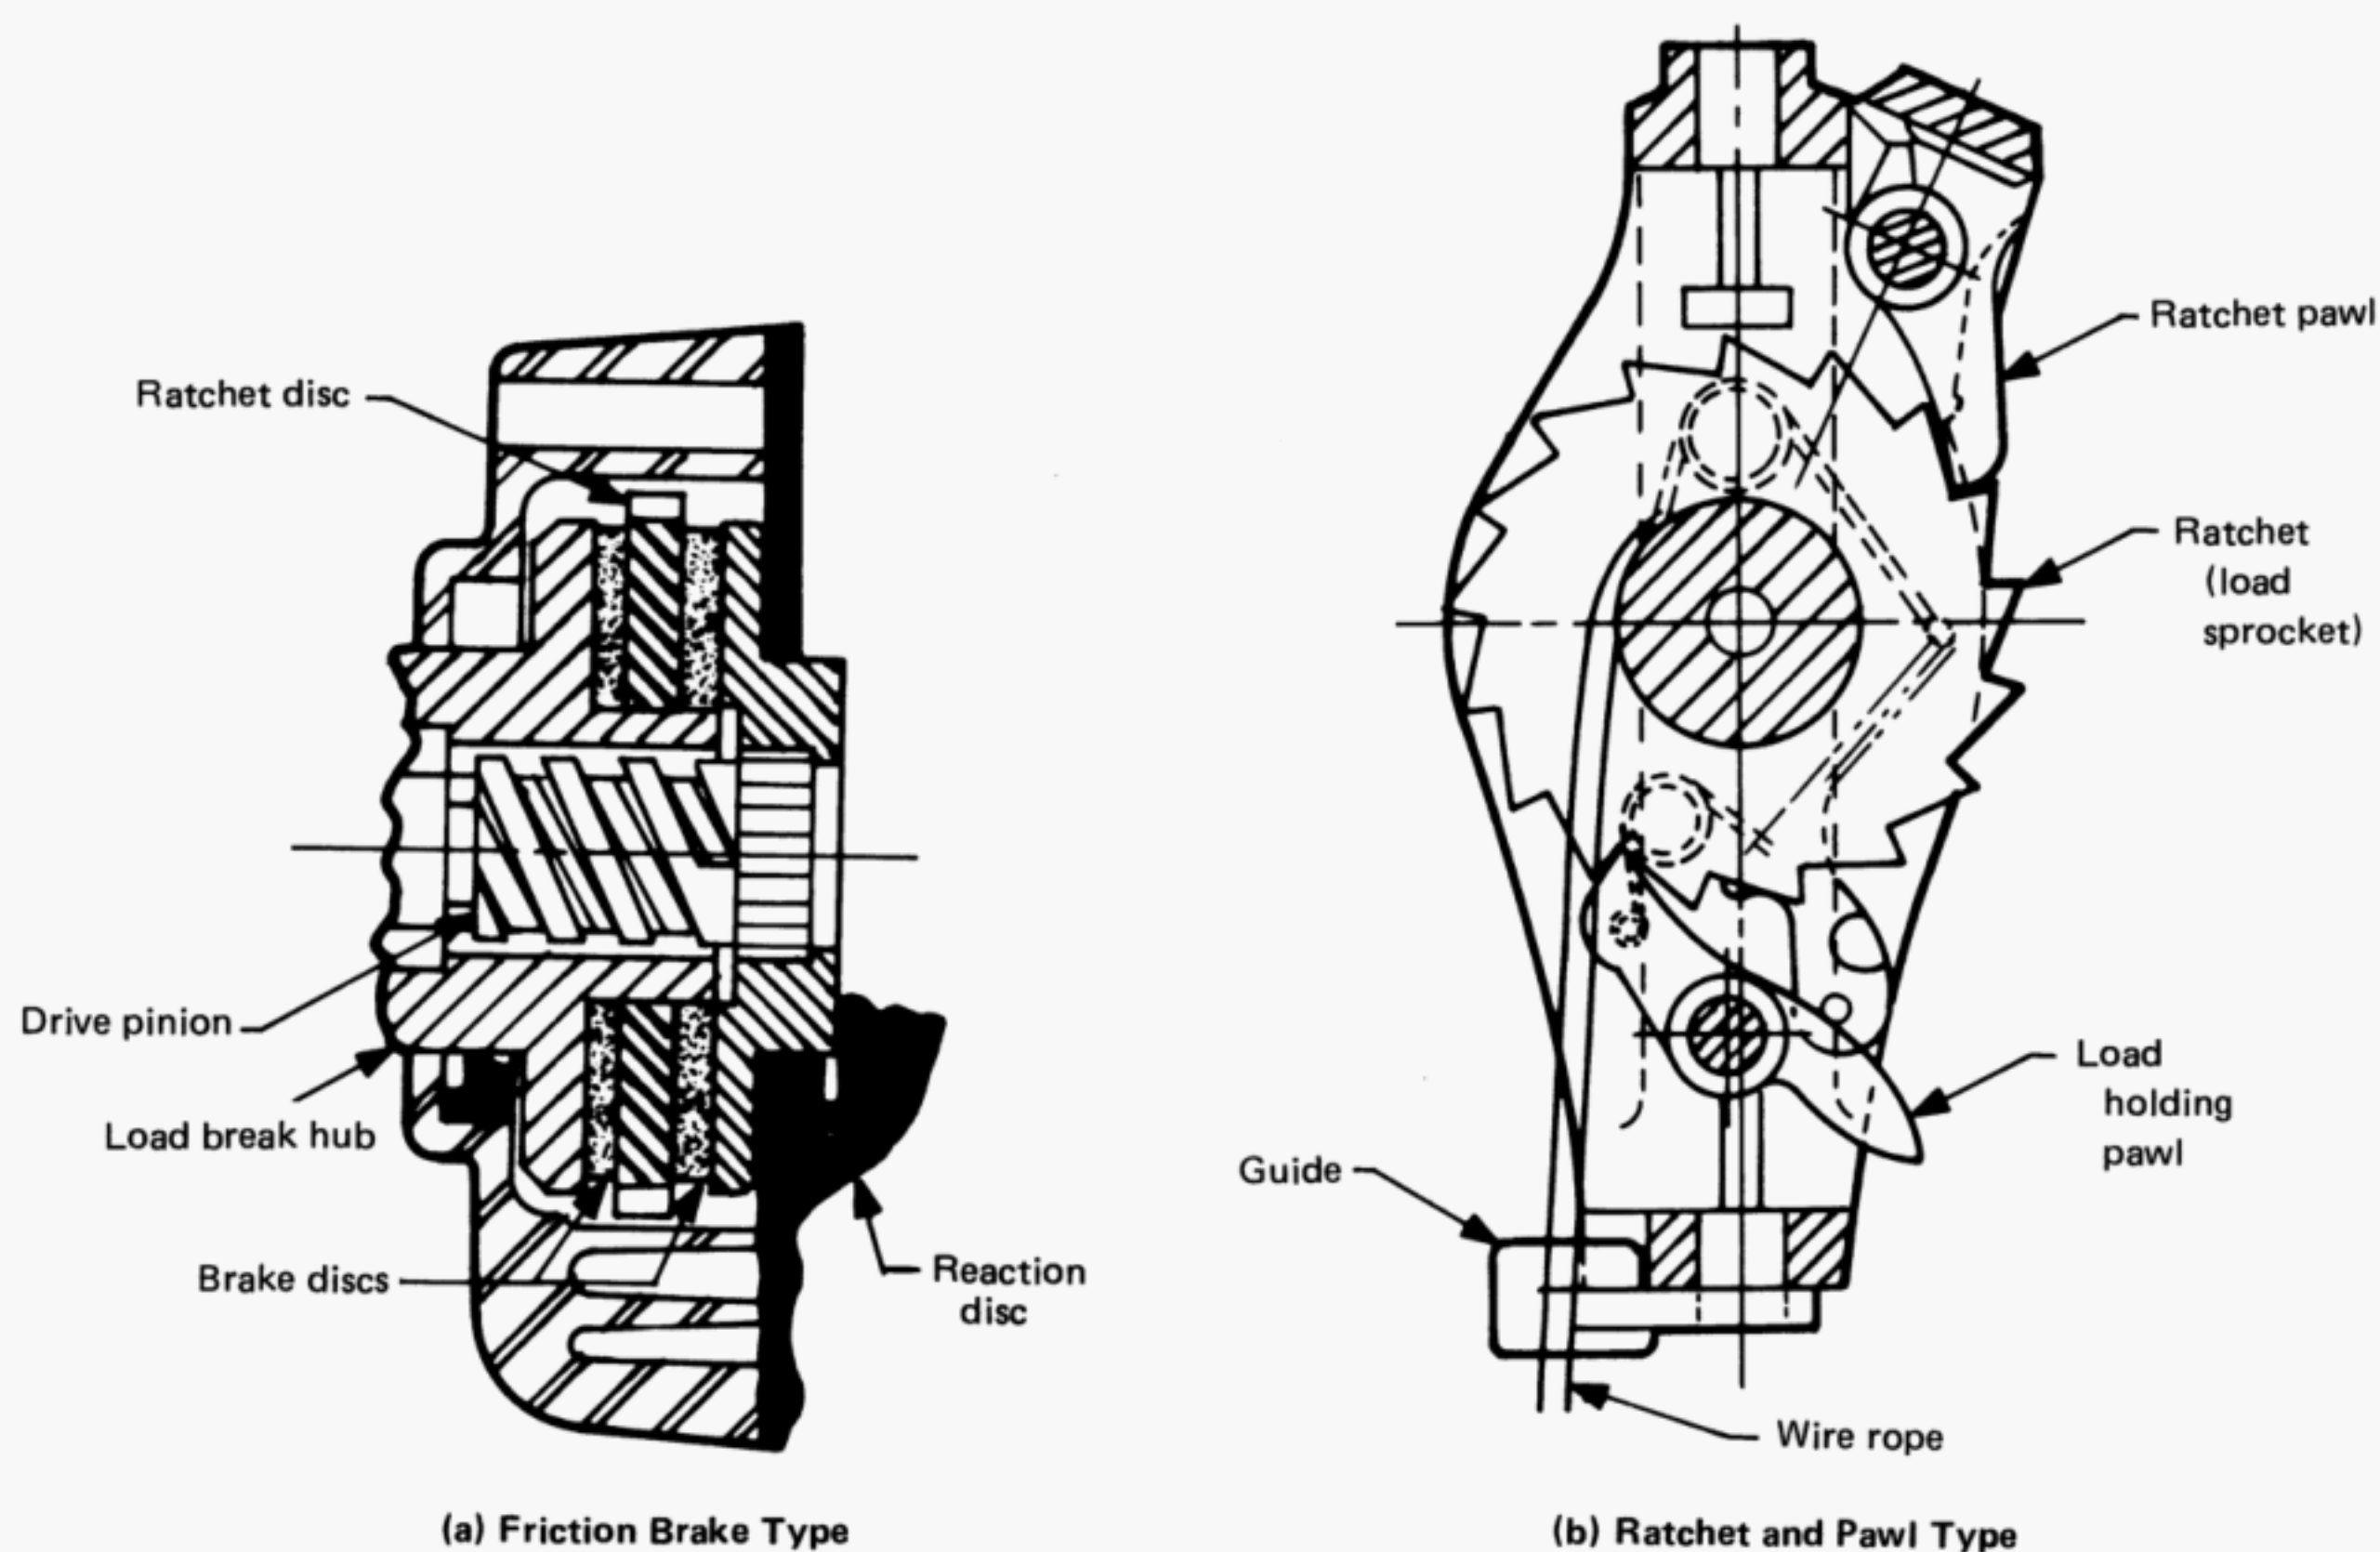 Ratchet disc
Drive pinion
Load break hub
Brake discs
Reaction
disc
(a) Friction Brake Type
Ratchet pawl
Ratchet
(load
sprocket)
Load
holding
pawl
Guide
Wire rope
(b) Ratchet and Pawl Type